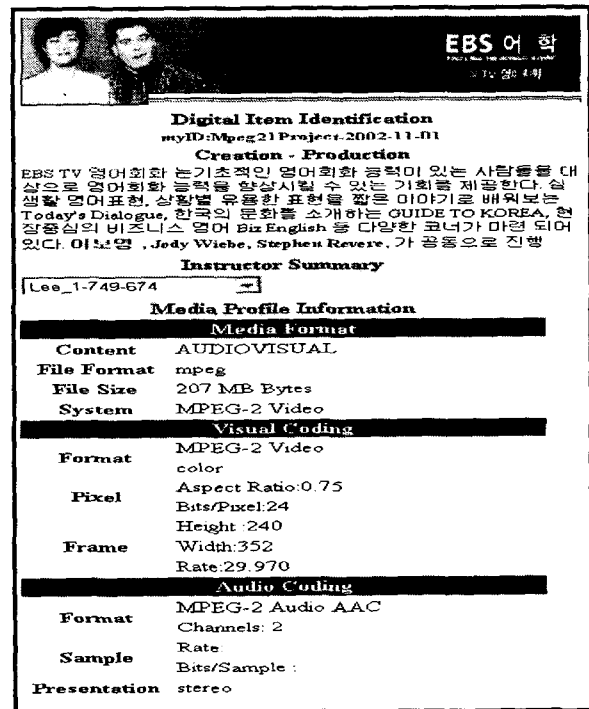 EBS 어 학
Digital Item Identification
myID:Mpeg21Project-2002-11-01
Creation - Production
EBS TV 영어회화 는기초적인 영어회화 능력이 있는 사람들을 대
상으로 영어회화 능력을 향상시킬 수 있는 기회를 제공한다. 실
생활 영어표현, 상황별 유용한 표현을 짧은 이야기로 배워보는
Today's Dialogue, 한국의 문화를 소개하는 GUIDE TO KOREA, 현
장중심의 비즈니스 영어 Biz English 등 다양한 코너가 마련 되어
있다. 이보영 , Jody Wiebe, Stephen Revere, 가 공동으로 진행
Instructor Summary
Lee_1-749-674
Media Profile Information
Media Format
Content AUDIOVISUAL
File Format mpeg
File Size 207 MB Bytes
System MPEG-2 Video
Visual Coding
Format MPEG-2 Video
color
Pixel Aspect Ratio:0.75
Bits/Pixel:24
Frame Height :240
Width:352
Rate:29.970
Audio Coding
Format MPEG-2 Audio AAC
Channels: 2
Sample Rate
Bits/Sample :
Presentation stereo